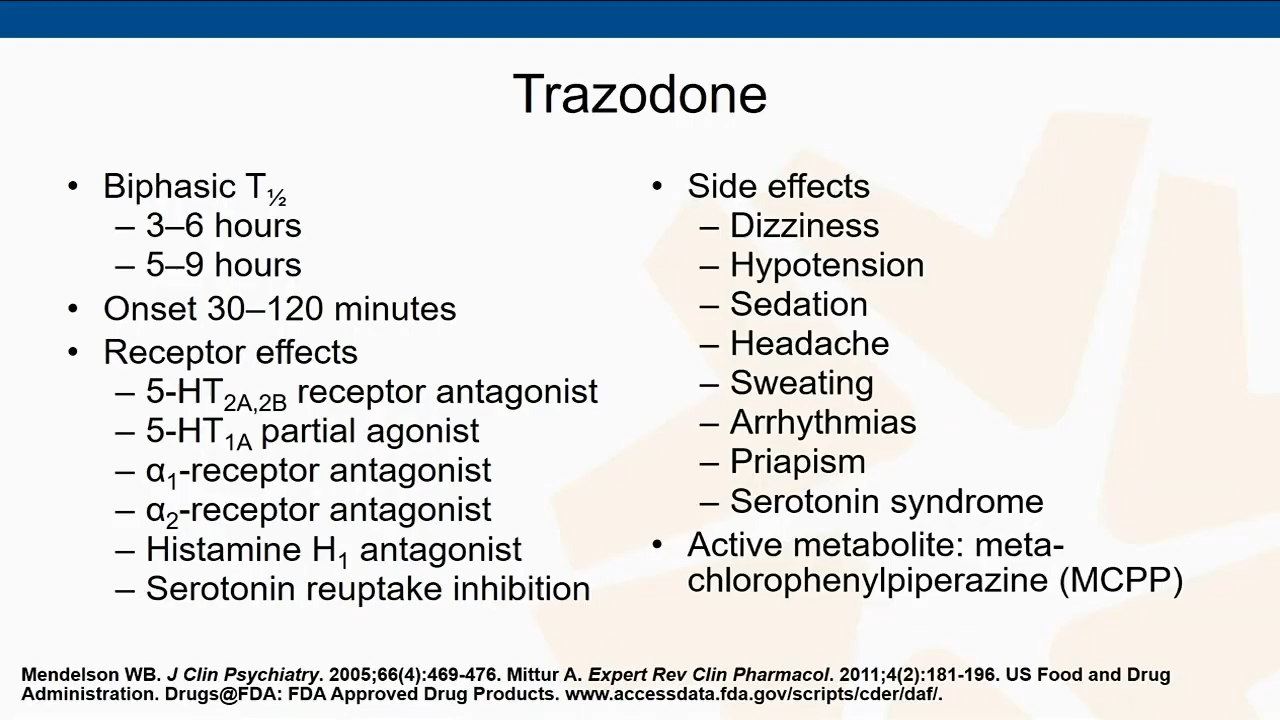 Trazodone
• Biphasic T½
– 3–6 hours
– 5–9 hours
• Onset 30–120 minutes
• Receptor effects
– 5-HT2A,2B receptor antagonist
– 5-HT1A partial agonist
– α1-receptor antagonist
– α2-receptor antagonist
– Histamine H1 antagonist
– Serotonin reuptake inhibition
• Side effects
– Dizziness
– Hypotension
– Sedation
– Headache
– Sweating
– Arrhythmias
– Priapism
– Serotonin syndrome
• Active metabolite: meta-
chlorophenylpiperazine (MCPP)
Mendelson WB. J Clin Psychiatry. 2005;66(4):469-476. Mittur A. Expert Rev Clin Pharmacol. 2011;4(2):181-196. US Food and Drug
Administration. Drugs@FDA: FDA Approved Drug Products. www.accessdata.fda.gov/scripts/cder/daf/.